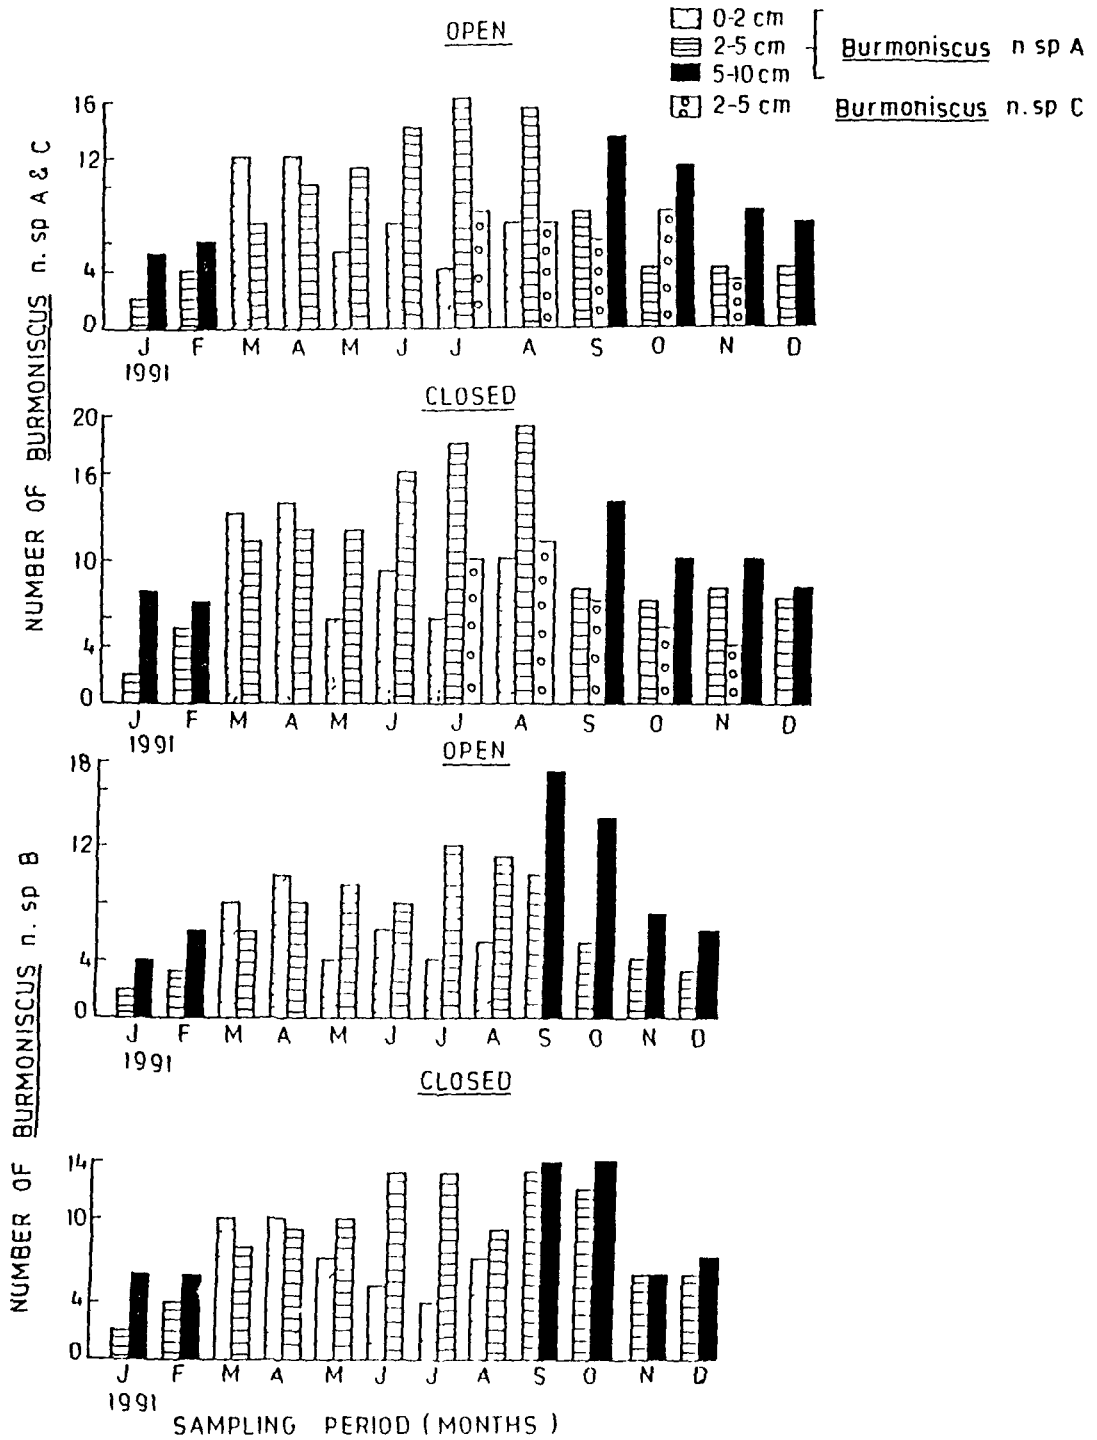 OPEN
0-2 cm
2-5 cm
5-10 cm
Burmoniscus n sp A
2-5 cm
Burmoniscus n. sp C
NUMBER OF BURMONISCUS n. sp A & C
16
12
4
0
J F M A M J J A S O N D
1991
CLOSED
20
16
10
4
0
J F M A M J J A S O N D
1991
OPEN
NUMBER OF BURMONISCUS n. sp B
18
12
4
0
J F M A M J J A S O N D
1991
CLOSED
14
10
4
0
J F M A M J J A S O N D
1991
SAMPLING PERIOD (MONTHS )